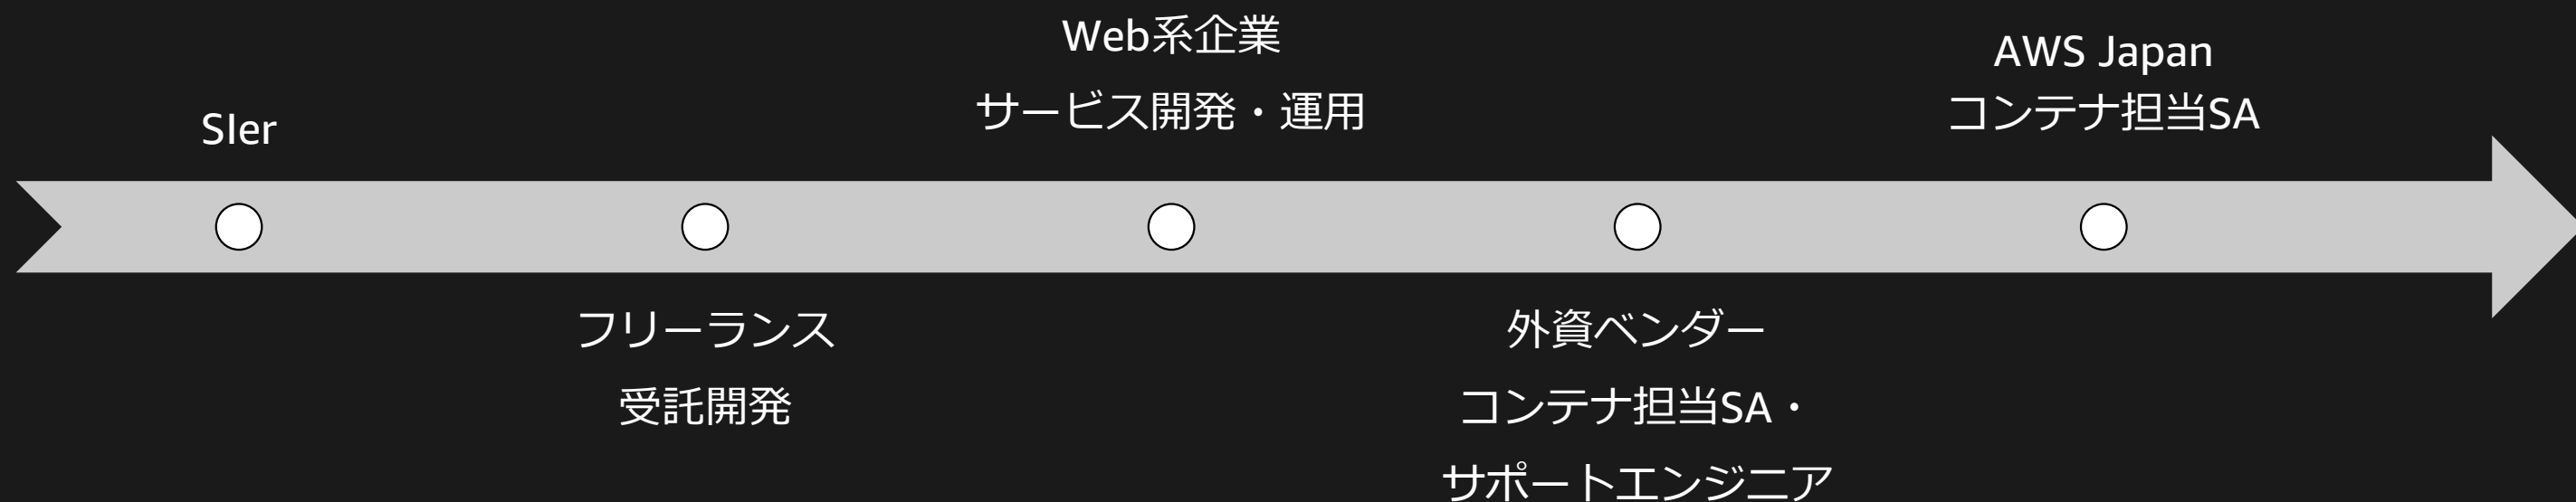 SIer
フリーランス
受託開発
Web系企業
サービス開発・運用
外資ベンダー
コンテナ担当SA・
サポートエンジニア
AWS Japan
コンテナ担当SA